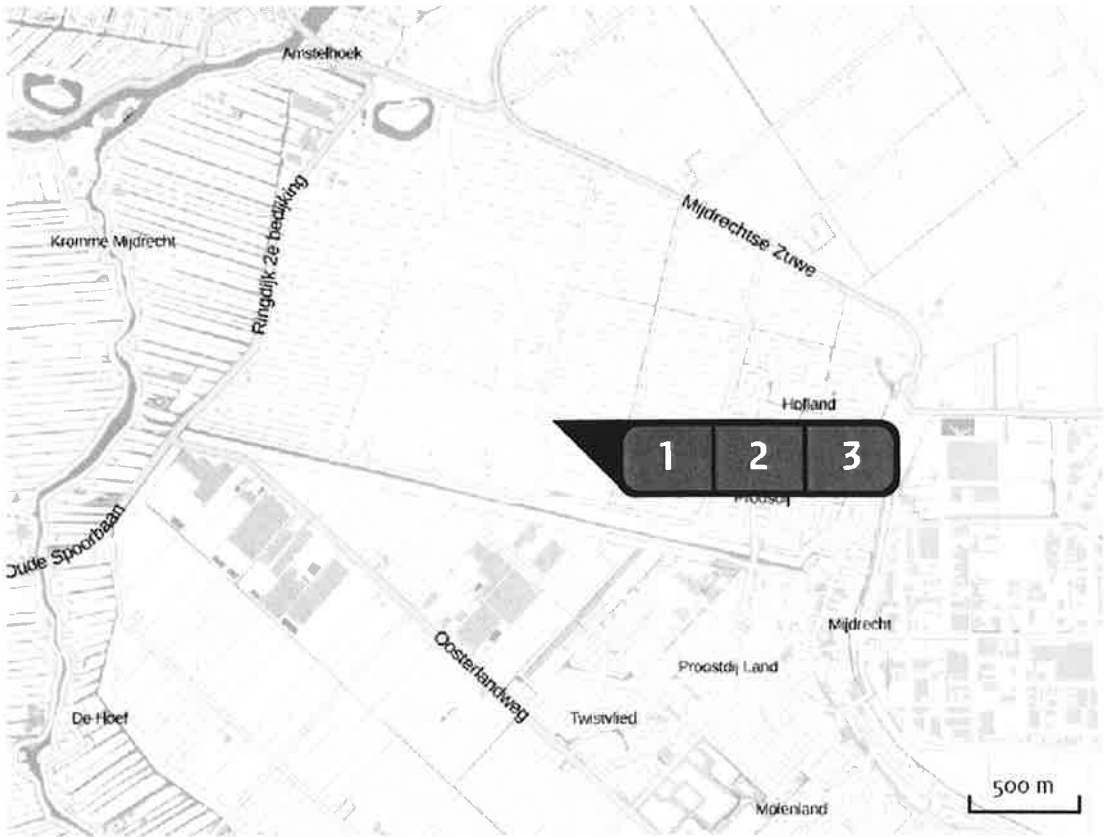 Amstelhoek
Ringdijk 2e bedijking
Kromme Mijdrecht
Mijdrechtse Zuwe
Hofland
1 2 3
Oude Spoorbaan
Mijdrecht
Oosterlandweg
Proostdij Land
De Hoef
Twistvlied
500 m
Molenland